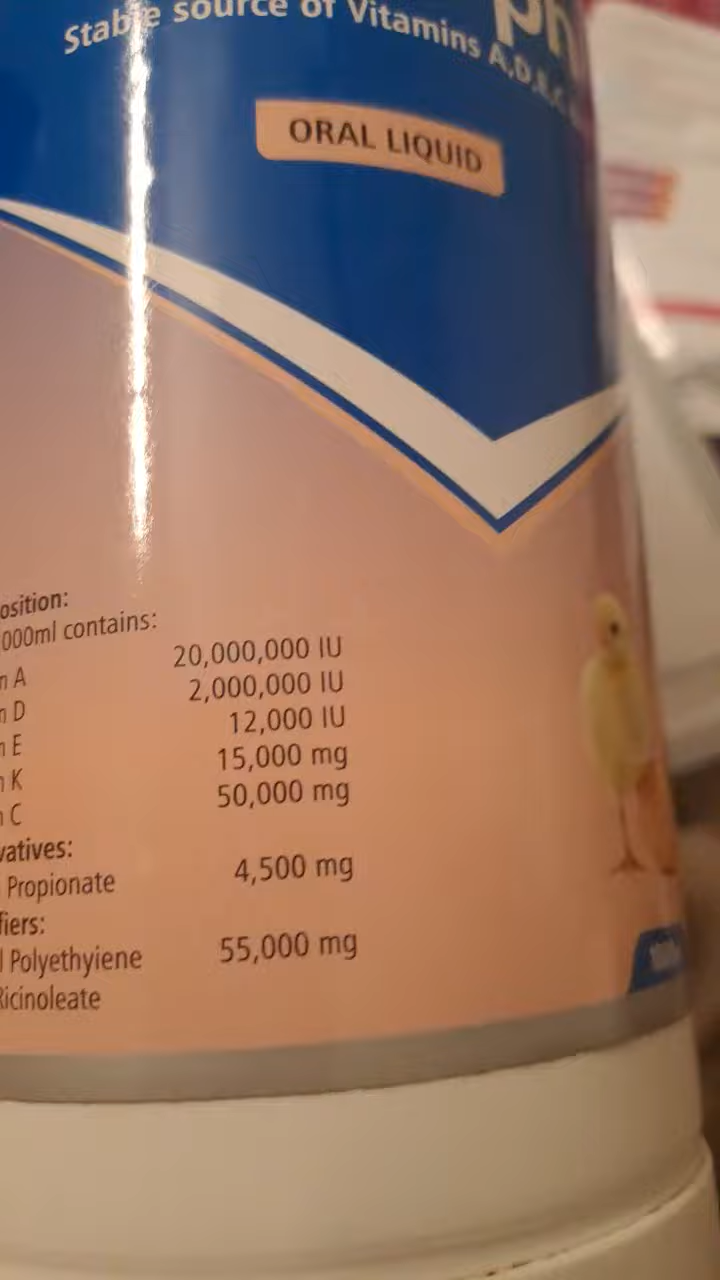 ph
Stable source of Vitamins A,D,E,
ORAL LIQUID
osition:
000ml contains:
n A 20,000,000 IU
n D 2,000,000 IU
n E 12,000 IU
n K 15,000 mg
n C 50,000 mg
vatives:
Propionate 4,500 mg
fiers:
l Polyethyiene 55,000 mg
Ricinoleate